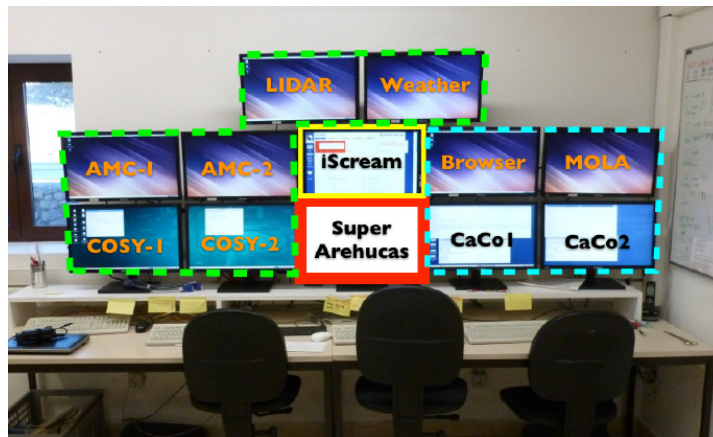 LIDAR Weather
AMC-1 AMC-2 iScream Browser MOLA
COSY-1 COSY-2 Super Arehucas CaCo1 CaCo2